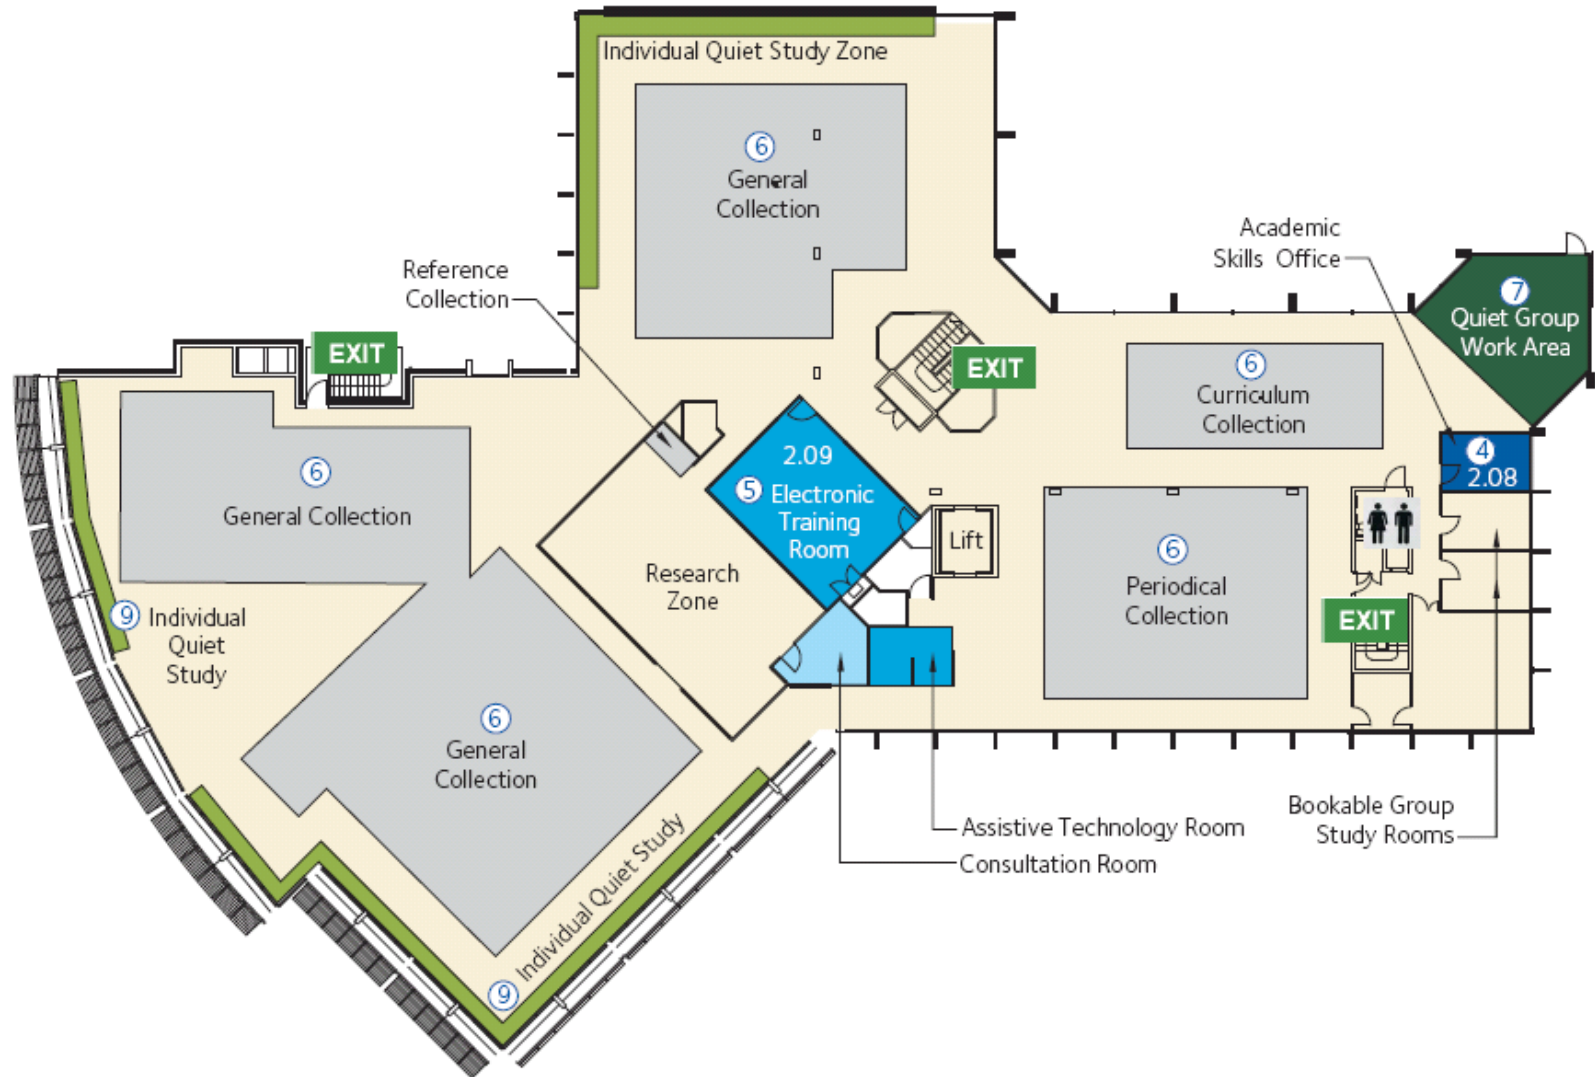 Individual Quiet Study Zone
6
General
Collection
Academic
Skills Office
Reference
Collection
7
Quiet Group
Work Area
EXIT
EXIT
6
Curriculum
Collection
2.09
5 Electronic
Training
Room
4
2.08
6
General Collection
Lift
6
Periodical
Collection
Research
Zone
EXIT
9 Individual
Quiet
Study
6
General
Collection
Assistive Technology Room
Consultation Room
Bookable Group
Study Rooms
Individual Quiet Study
9